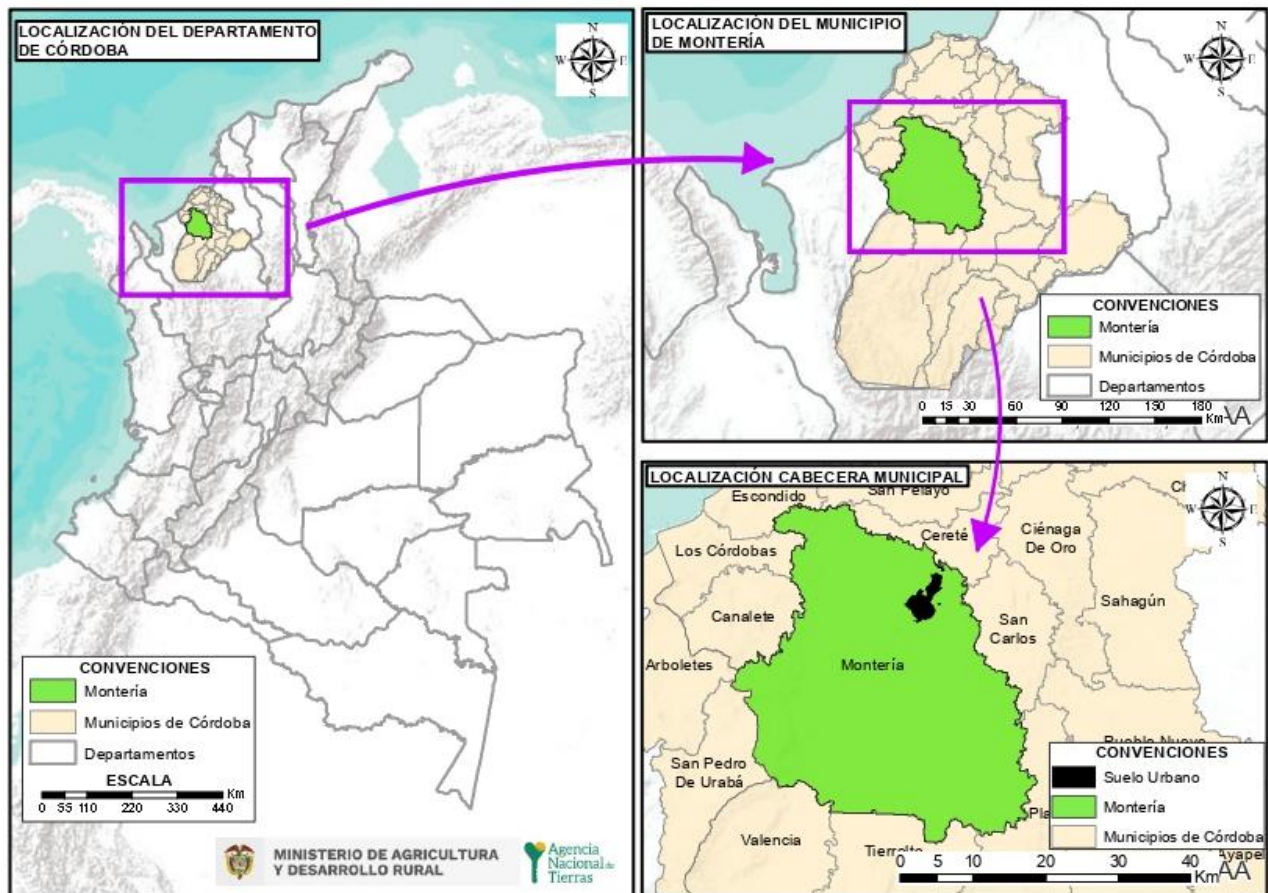 LOCALIZACIÓN DEL DEPARTAMENTO
DE CÓRDOBA
N
W E
S
CONVENCIONES
Montería
Municipios de Córdoba
Departamentos
ESCALA
Km
0 55 110 220 330 440
MINISTERIO DE AGRICULTURA
Y DESARROLLO RURAL
Agencia
Nacional de
Tierras
LOCALIZACIÓN DEL MUNICIPIO
DE MONTERÍA
N
W E
S
CONVENCIONES
Montería
Municipios de Córdoba
Departamentos
0 15 30 60 90 120 150 180
Km
LOCALIZACIÓN CABECERA MUNICIPAL
N
W E
S
Escondido
San Pelayo
Cereté
Ciénaga
De Oro
Los Córdobas
Sahagún
Canalete
San
Carlos
Arboletes
Montería
San Pedro
De Urabá
Pueblo Nuevo
Valencia
CONVENCIONES
Suelo Urbano
Montería
Municipios de Córdoba
Ayapel
0 5 10 20 30 40
Km